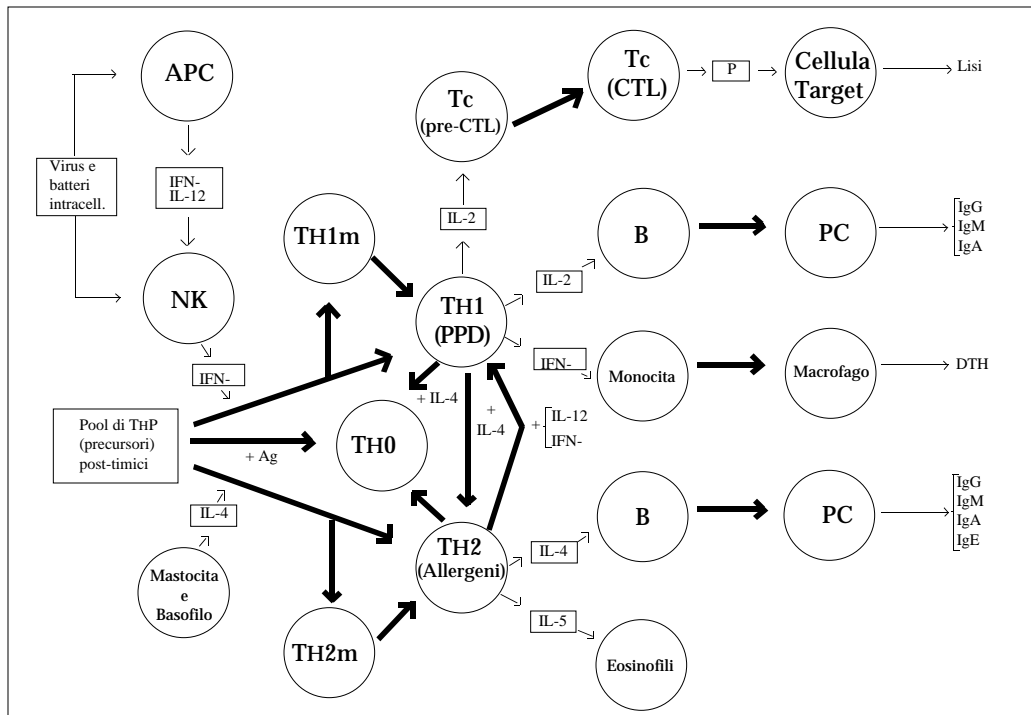 APC
Virus e
batteri
intracell.
IFN-
IL-12
NK
IFN-
Pool di THP
(precursori)
post-timici
+ Ag
IL-4
Mastocita
e
Basofilo
TH1m
TH0
TH2m
Tc
(pre-CTL)
IL-2
TH1
(PPD)
+ IL-4
+
IL-4
+
IL-12
IFN-
TH2
(Allergeni)
Tc
(CTL)
P
Cellula
Target
Lisi
IL-2
B
PC
IgG
IgM
IgA
IFN-
Monocita
Macrofago
DTH
IL-4
B
PC
IgG
IgM
IgA
IgE
IL-5
Eosinofili